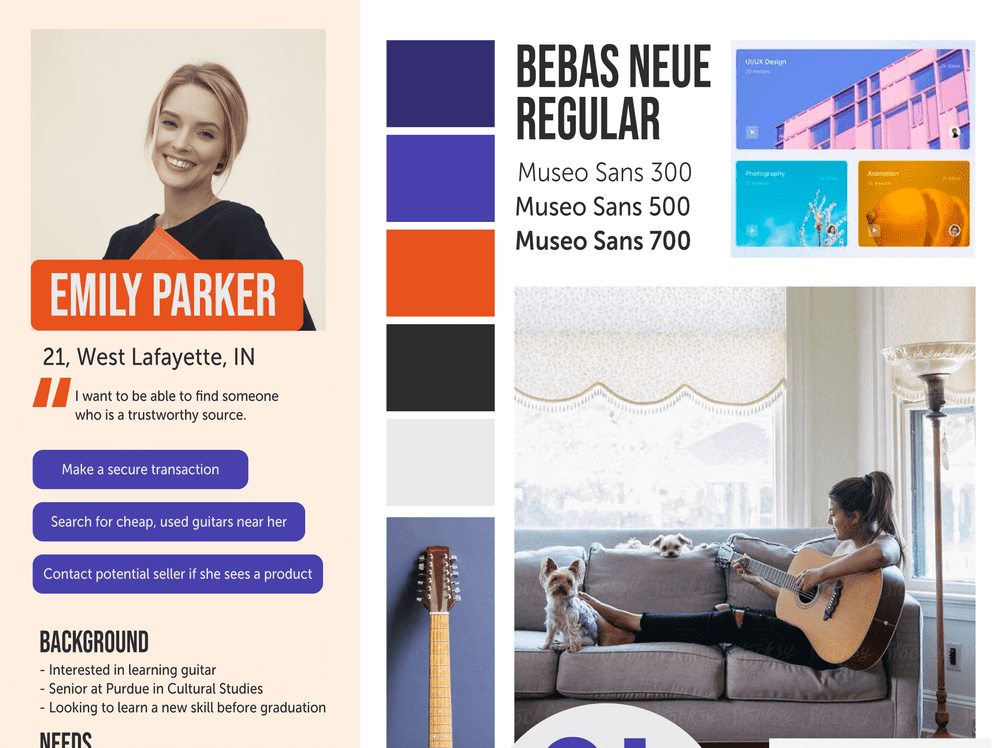 EMILY PARKER
21, West Lafayette, IN
I want to be able to find someone
who is a trustworthy source.
Make a secure transaction
Search for cheap, used guitars near her
Contact potential seller if she sees a product
BACKGROUND
- Interested in learning guitar
- Senior at Purdue in Cultural Studies
- Looking to learn a new skill before graduation
NEEDS
BEBAS NEUE
REGULAR
Museo Sans 300
Museo Sans 500
Museo Sans 700
UI/UX Design
20 lessons
Photography
Animation